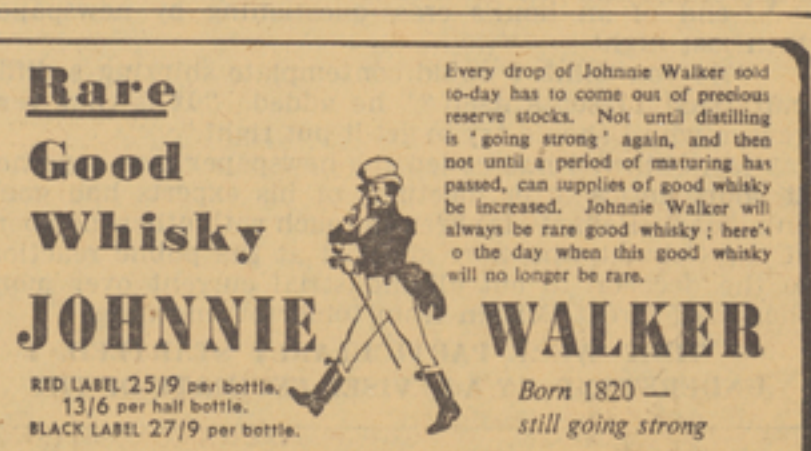 Rare
Good
Whisky
Every drop of Johnnie Walker sold
to-day has to come out of precious
reserve stocks. Not until distilling
is 'going strong' again, and then
not until a period of maturing has
passed, can supplies of good whisky
be increased. Johnnie Walker will
always be rare good whisky; here's
o the day when this good whisky
will no longer be rare.
JOHNNIE WALKER
RED LABEL 25/9 per bottle.
13/6 per half bottle.
BLACK LABEL 27/9 per bottle.
Born 1820 —
still going strong